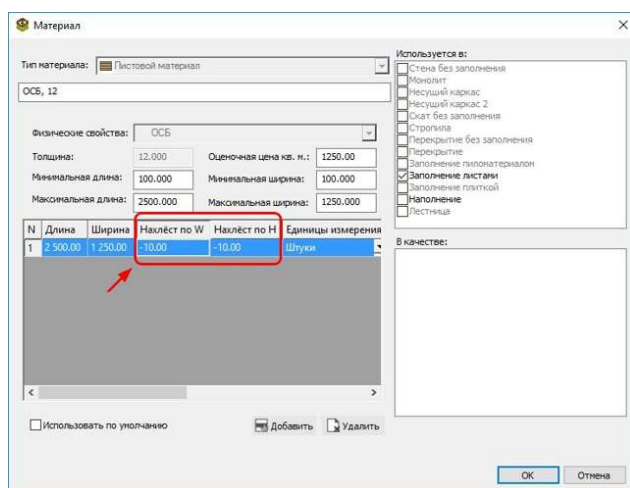 Материал
Тип материала:
Листовой материал
ОСБ, 12
Физические свойства:
ОСБ
Толщина:
12.000
Оценочная цена кв. м.:
1250.00
Минимальная длина:
100.000
Минимальная ширина:
100.000
Максимальная длина:
2500.000
Максимальная ширина:
1250.000
N Длина Ширина Нахлёст по W Нахлёст по H Единицы измерения
1 2 500.00 1 250.00 -10.00 -10.00 Штуки
Использовать по умолчанию
Добавить
Удалить
Используется в:
Стена без заполнения
Монолит
Несущий каркас
Несущий каркас 2
Скат без заполнения
Стропила
Перекрытие без заполнения
Перекрытие
Заполнение пиломатериалом
Заполнение листами
Заполнение плиткой
Наполнение
Лестница
В качестве:
ОК
Отмена